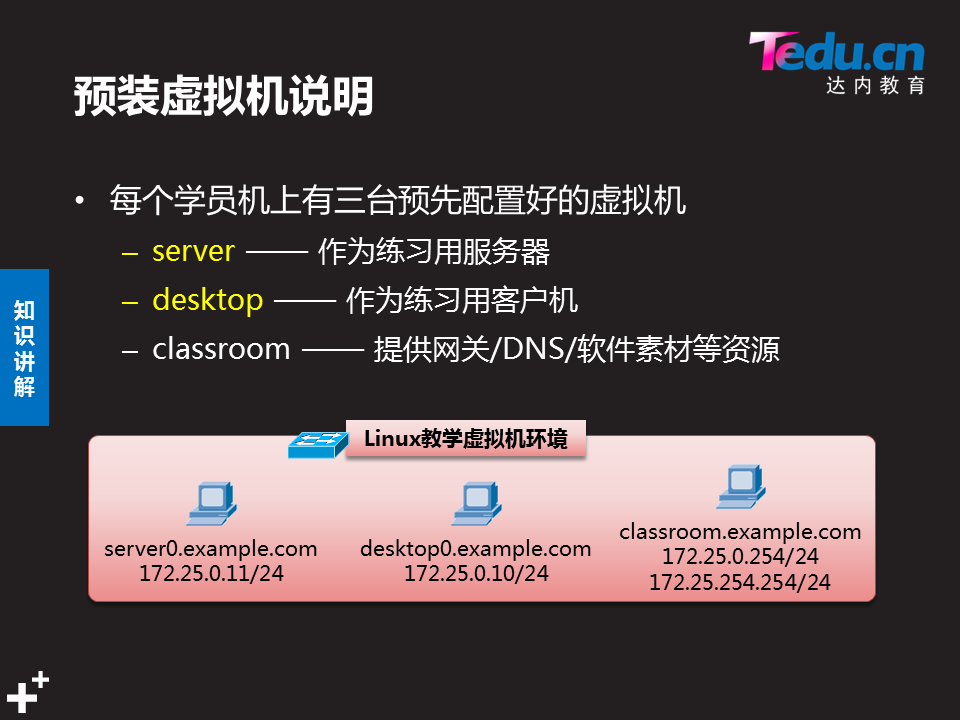 Tedu.cn
达内教育
预装虚拟机说明
• 每个学员机上有三台预先配置好的虚拟机
– server —— 作为练习用服务器
– desktop —— 作为练习用客户机
– classroom —— 提供网关/DNS/软件素材等资源
知识讲解
Linux教学虚拟机环境
server0.example.com
172.25.0.11/24
desktop0.example.com
172.25.0.10/24
classroom.example.com
172.25.0.254/24
172.25.254.254/24